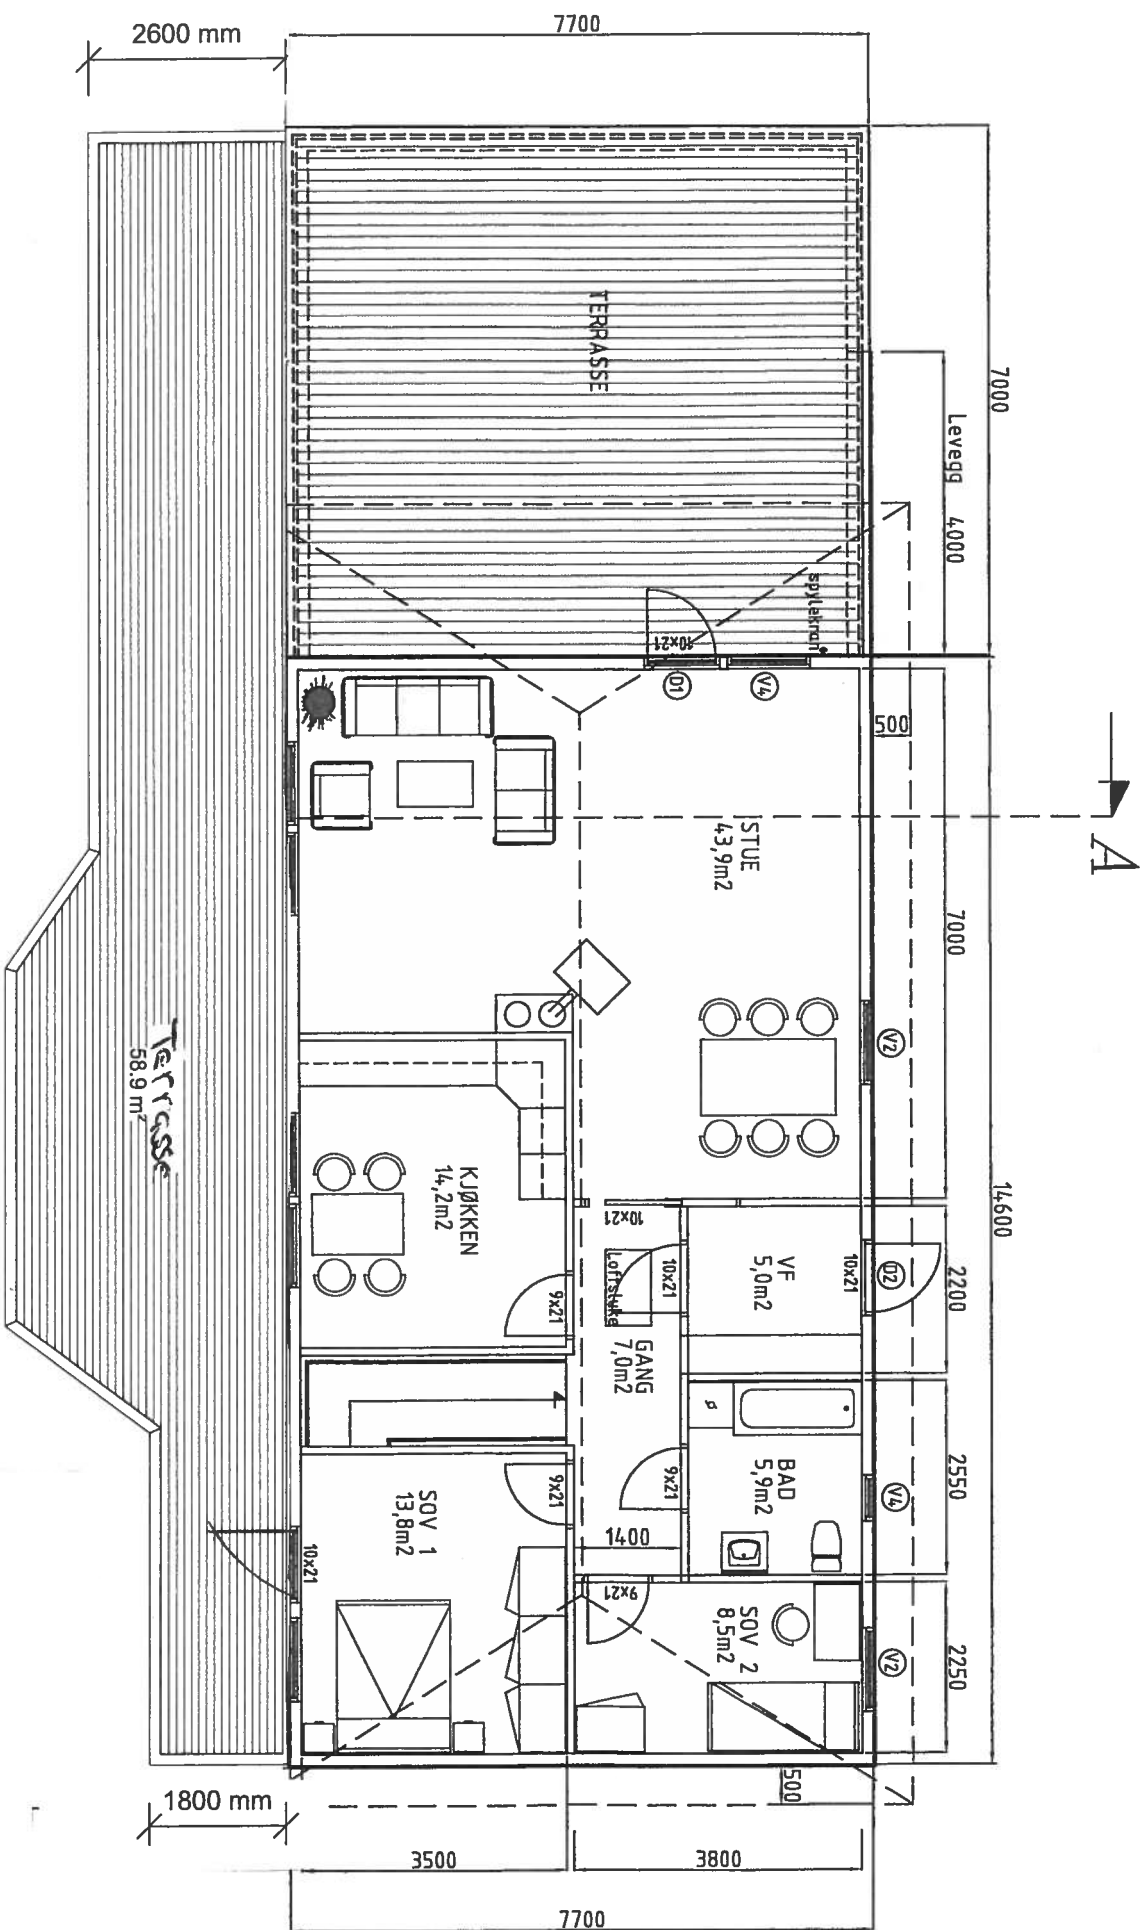 2600 mm
7700
7000
Levegg 4000
TERRASSE
spylekran
10x21
D1
V4
500
A
STUE
43,9m2
7000
14600
V2
Terrasse
58.9 m²
KJØKKEN
14,2m2
9x21
10x21
Loftsluke
10x21
VF
5,0m2
10x21
D2
2200
GANG
7,0m2
BAD
5,9m2
9x21
V4
2550
1400
SOV 1
13,8m2
9x21
10x21
9x21
SOV 2
8,5m2
V2
2250
500
1800 mm
3500
3800
7700